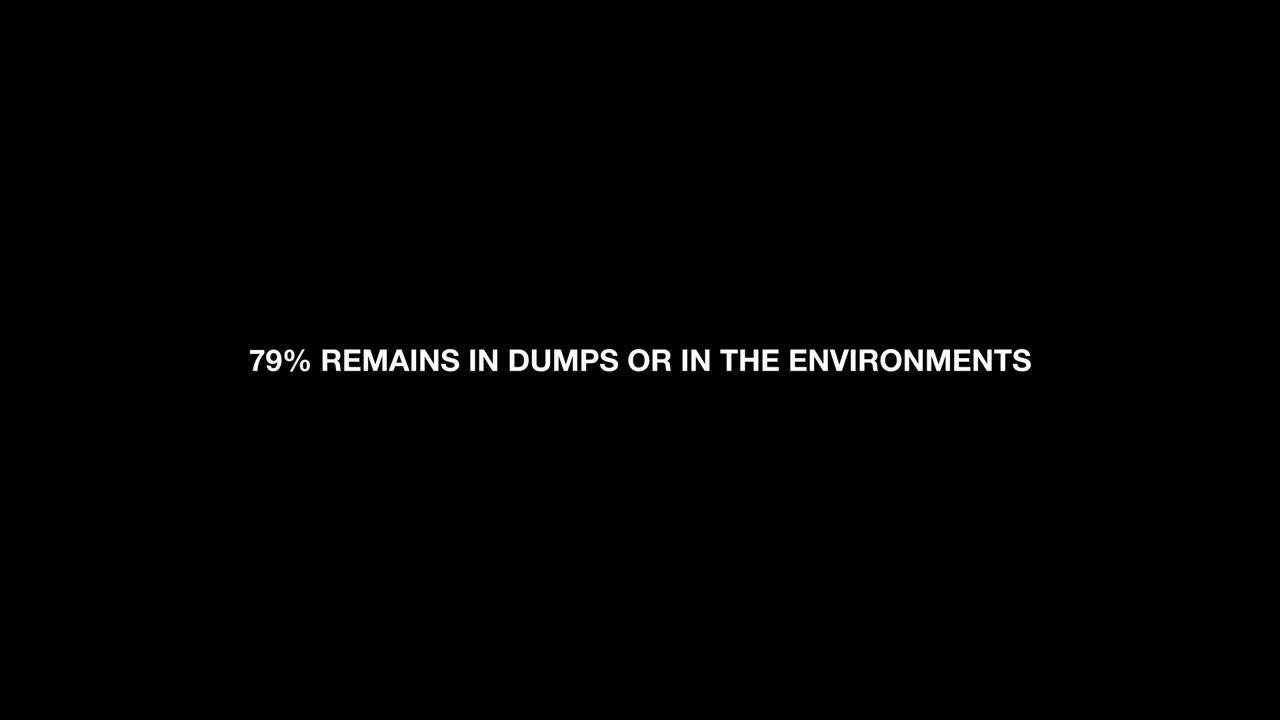 79% REMAINS IN DUMPS OR IN THE ENVIRONMENTS